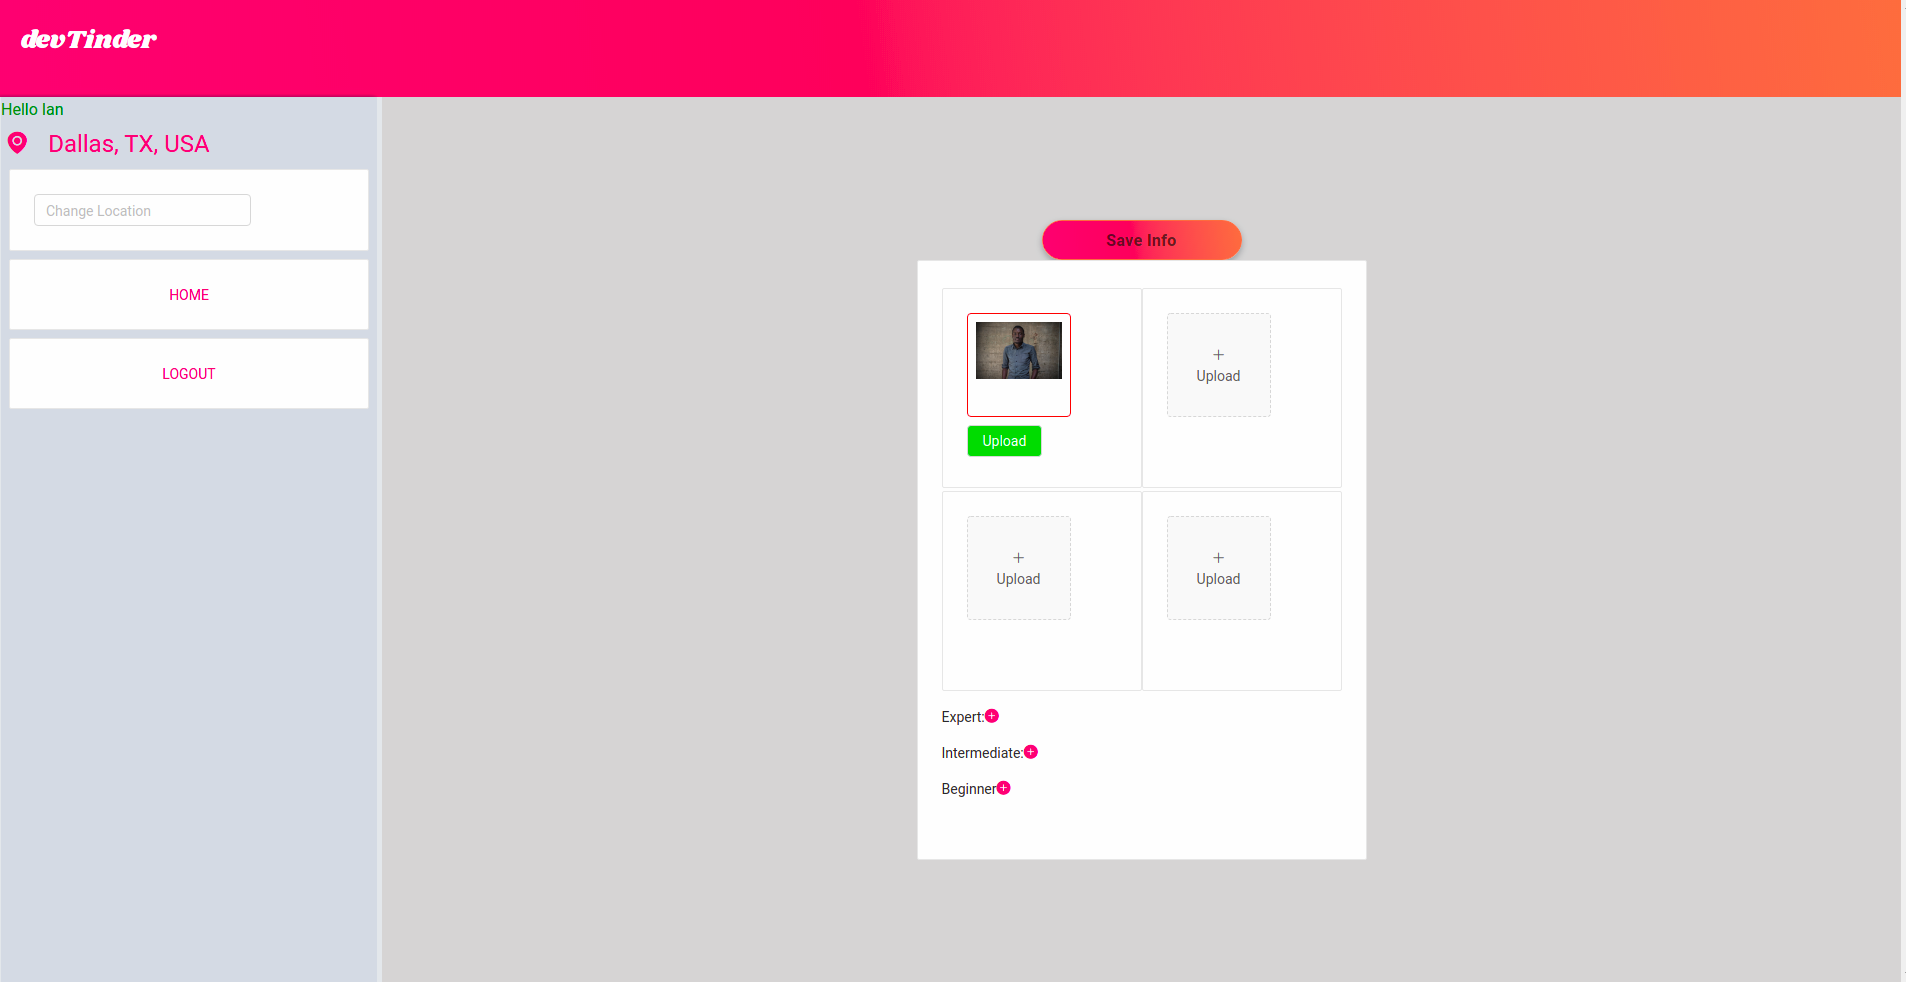 devTinder
Hello Ian
Dallas, TX, USA
Change Location
HOME
LOGOUT
Save Info
Upload
Upload
Upload
Upload
Expert:
Intermediate:
Beginner